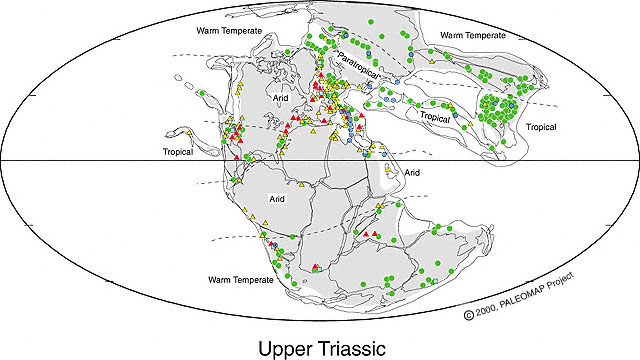 Warm Temperate
Warm Temperate
"Paratropical"
Arid
Tropical
Tropical
Tropical
Arid
Arid
Warm Temperate
© 2000, PALEOMAP Project
Upper Triassic